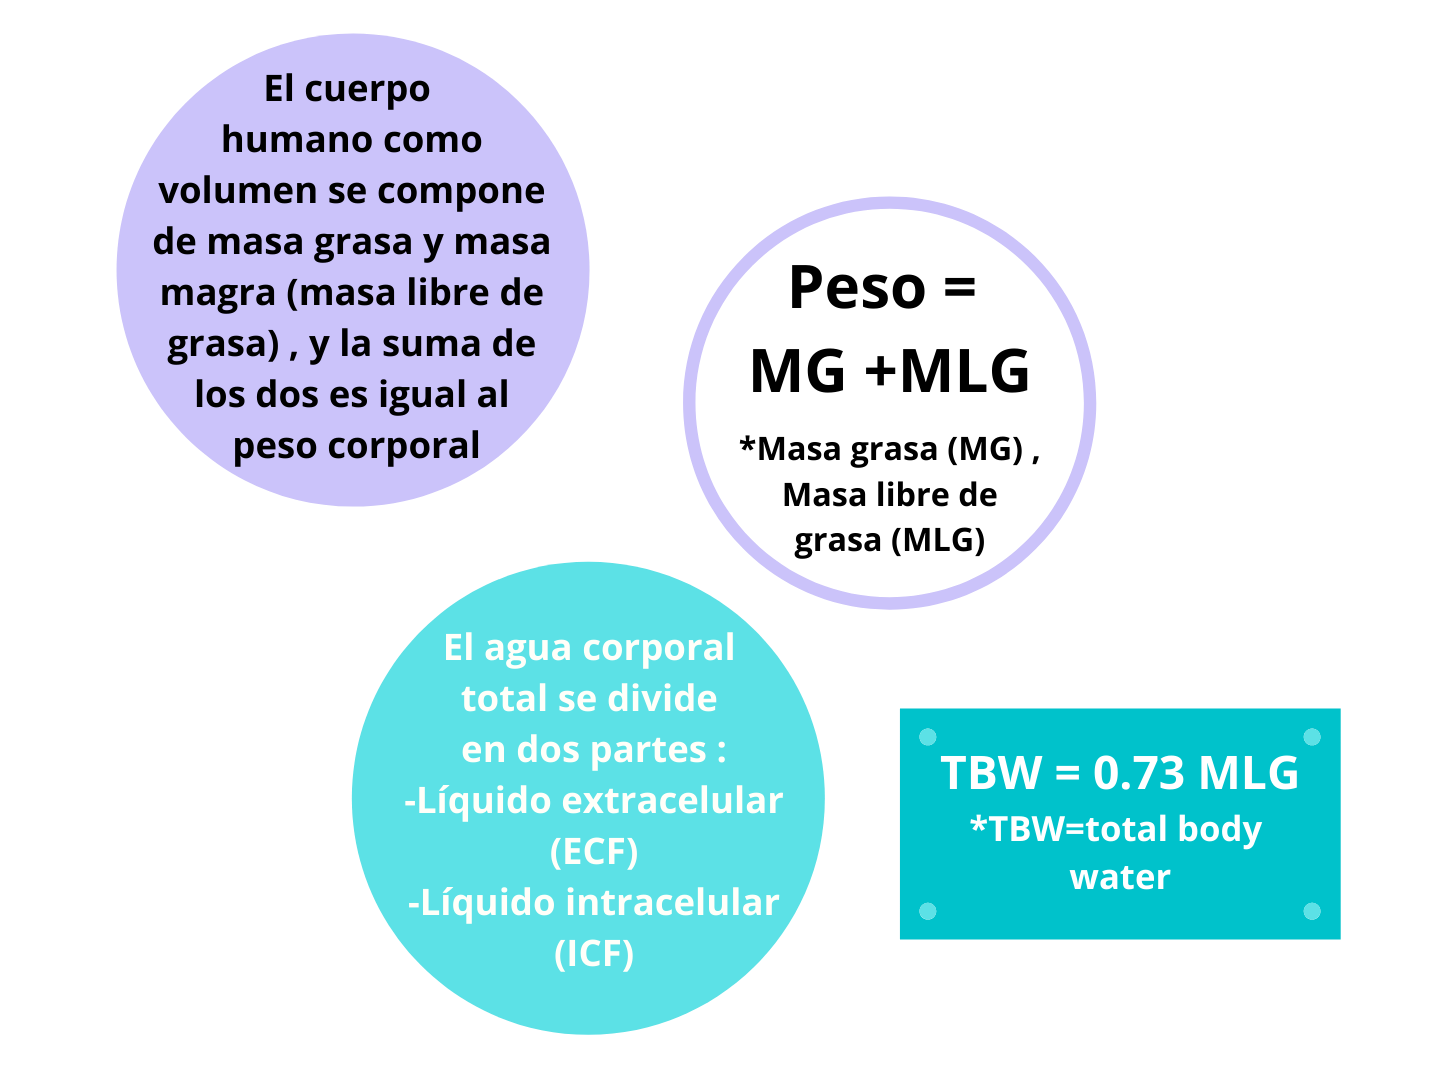 El cuerpo
humano como
volumen se compone
de masa grasa y masa
magra (masa libre de
grasa) , y la suma de
los dos es igual al
peso corporal
Peso =
MG +MLG
*Masa grasa (MG) ,
Masa libre de
grasa (MLG)
El agua corporal
total se divide
en dos partes :
-Líquido extracelular
(ECF)
-Líquido intracelular
(ICF)
TBW = 0.73 MLG
*TBW=total body
water